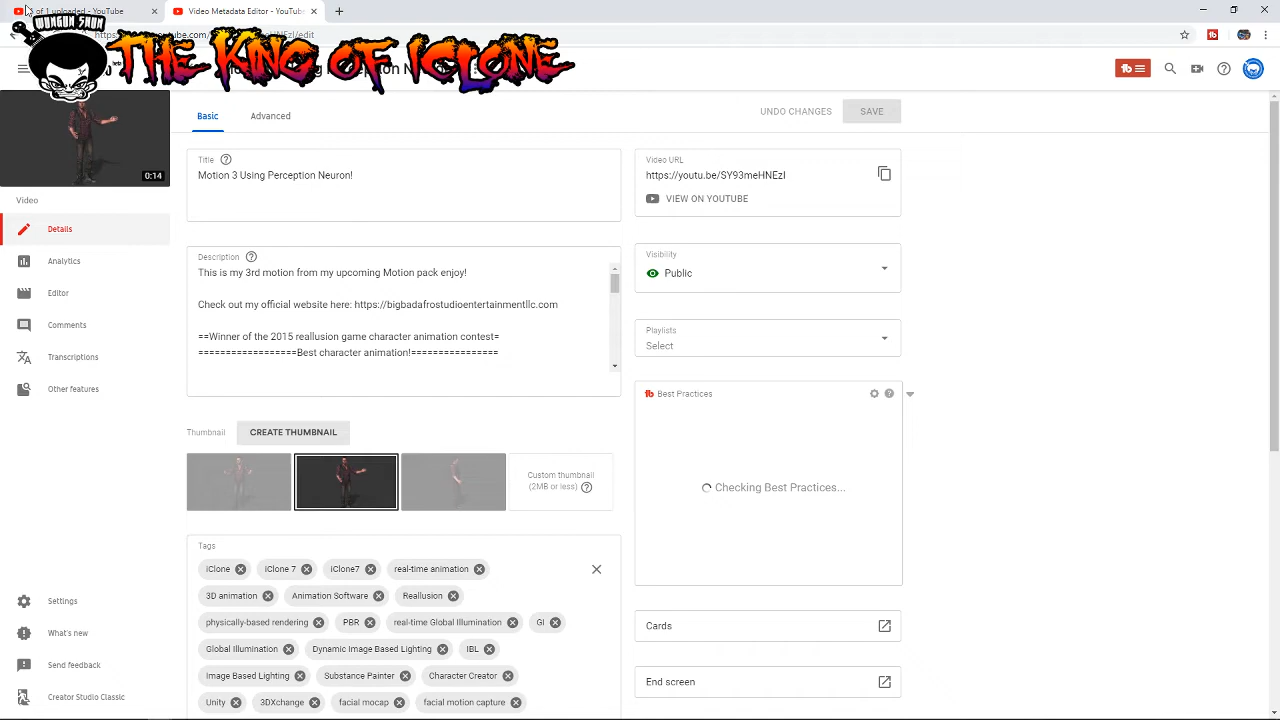 of 1 uploaded - YouTube
Video Metadata Editor - YouTube
WUNGUN SHUN
THE KING OF ICLONE
Basic
Advanced
UNDO CHANGES
SAVE
0:14
Video
Details
Analytics
Editor
Comments
Transcriptions
Other features
Settings
What's new
Send feedback
Creator Studio Classic
Title
Motion 3 Using Perception Neuron!
Description
This is my 3rd motion from my upcoming Motion pack enjoy!
Check out my official website here: https://bigbadafrostudioentertainmentllc.com
==Winner of the 2015 reallusion game character animation contest=
==================Best character animation!================
Thumbnail
CREATE THUMBNAIL
Custom thumbnail
(2MB or less)
Tags
iClone iClone 7 iClone7 real-time animation
3D animation Animation Software Reallusion
physically-based rendering PBR real-time Global Illumination GI
Global Illumination Dynamic Image Based Lighting IBL
Image Based Lighting Substance Painter Character Creator
Unity 3DXchange facial mocap facial motion capture
Video URL
https://youtu.be/SY93meHNEzI
VIEW ON YOUTUBE
Visibility
Public
Playlists
Select
Best Practices
Checking Best Practices...
Cards
End screen